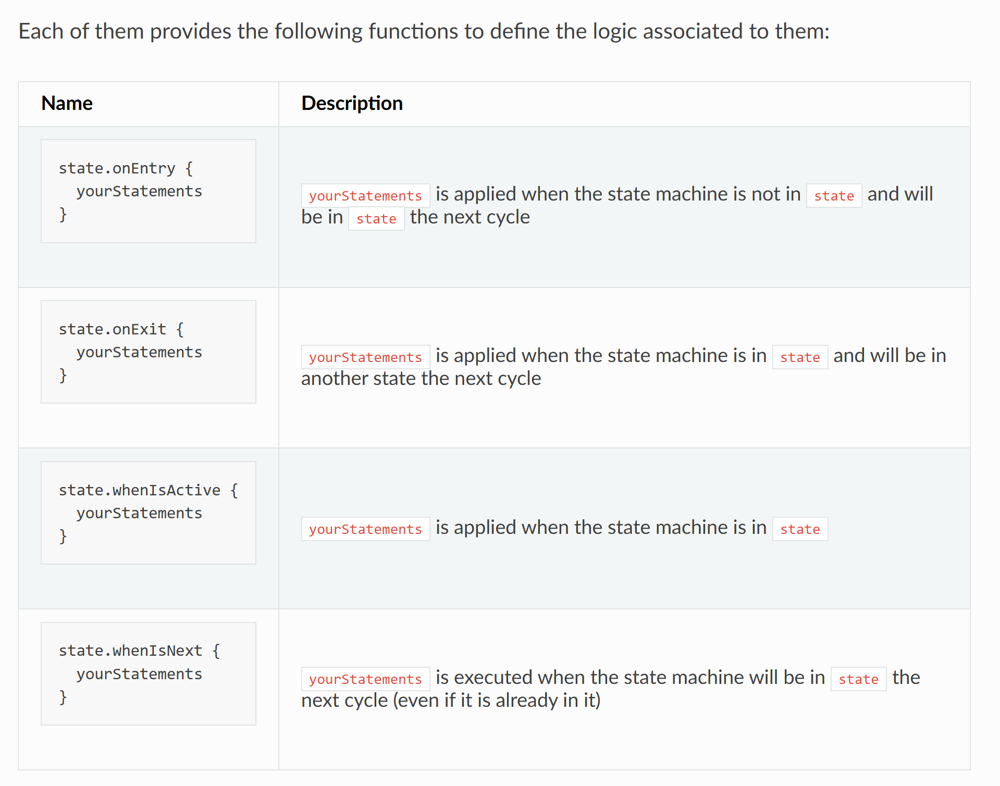 Each of them provides the following functions to define the logic associated to them:
Name
Description
state.onEntry {
  yourStatements
}
yourStatements is applied when the state machine is not in state and will
be in state the next cycle
state.onExit {
  yourStatements
}
yourStatements is applied when the state machine is in state and will be in
another state the next cycle
state.whenIsActive {
  yourStatements
}
yourStatements is applied when the state machine is in state
state.whenIsNext {
  yourStatements
}
yourStatements is executed when the state machine will be in state the
next cycle (even if it is already in it)